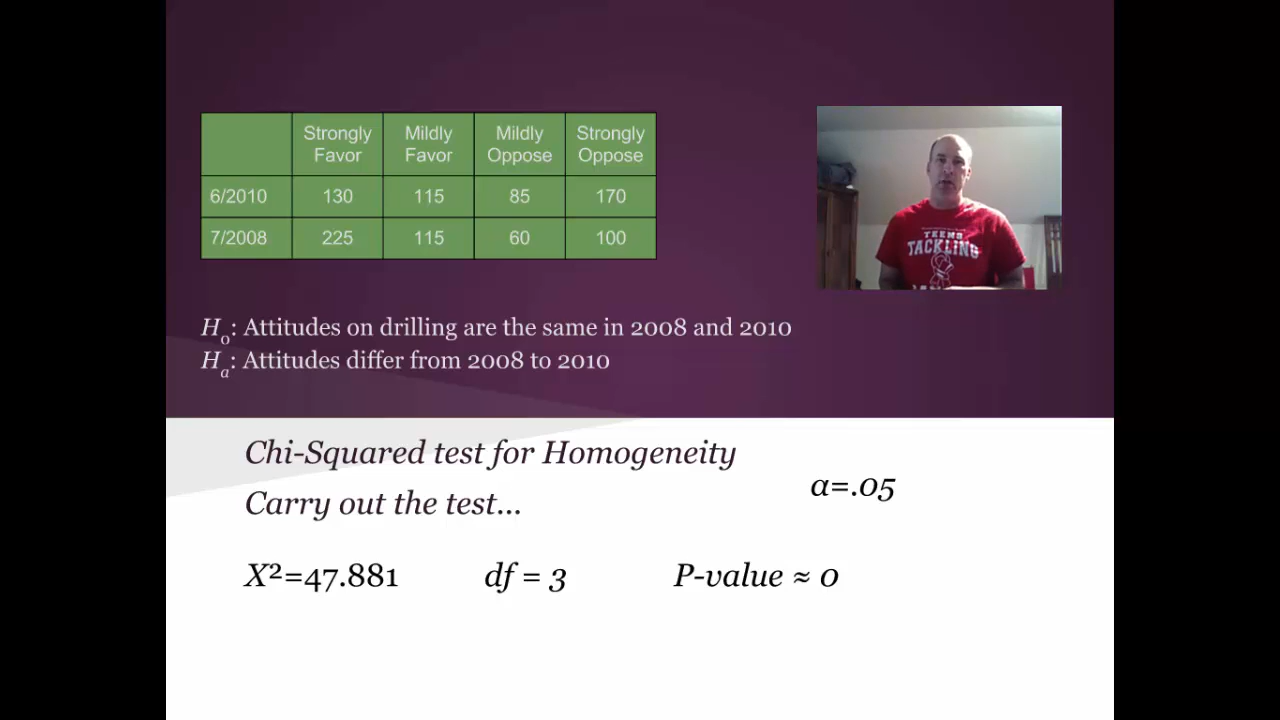 Strongly Favor Mildly Favor Mildly Oppose Strongly Oppose
6/2010 130 115 85 170
7/2008 225 115 60 100
TEEMS
TACKLING
H₀: Attitudes on drilling are the same in 2008 and 2010
Hₐ: Attitudes differ from 2008 to 2010
Chi-Squared test for Homogeneity
α=.05
Carry out the test...
X²=47.881 df = 3 P-value ≈ 0